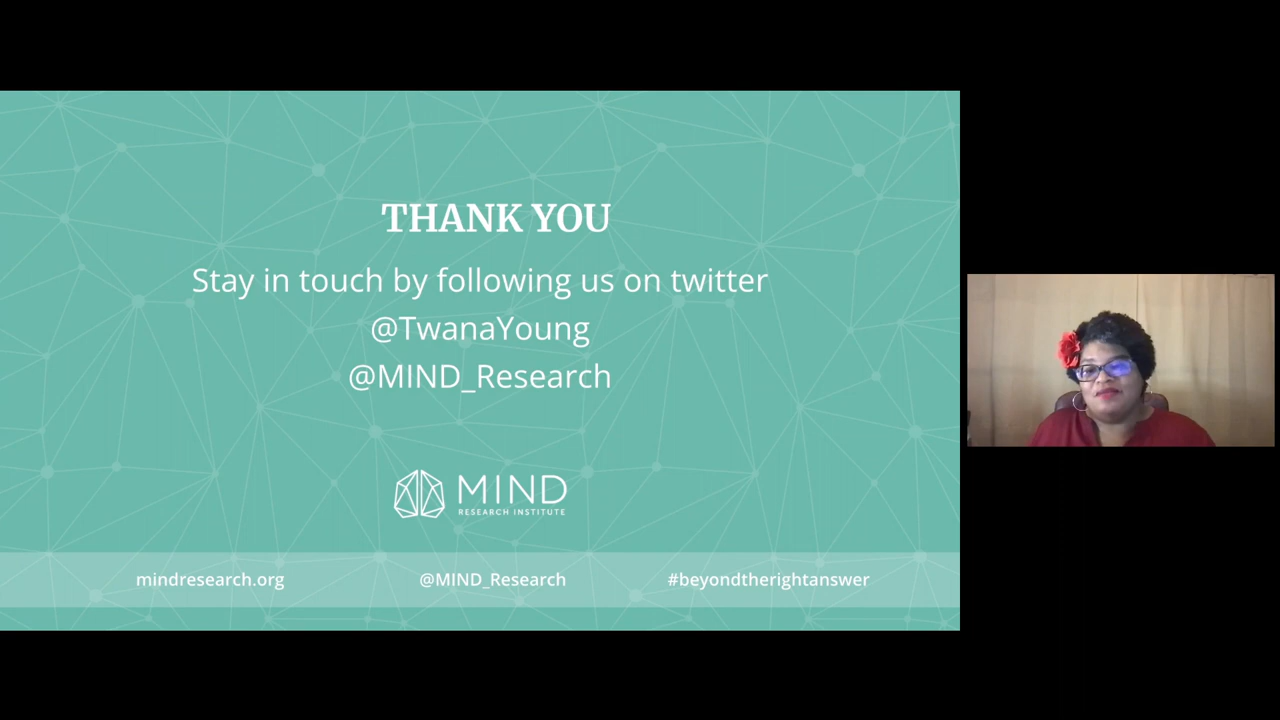 THANK YOU
Stay in touch by following us on twitter
@TwanaYoung
@MIND_Research
MIND
RESEARCH INSTITUTE
mindresearch.org @MIND_Research #beyondtherightanswer